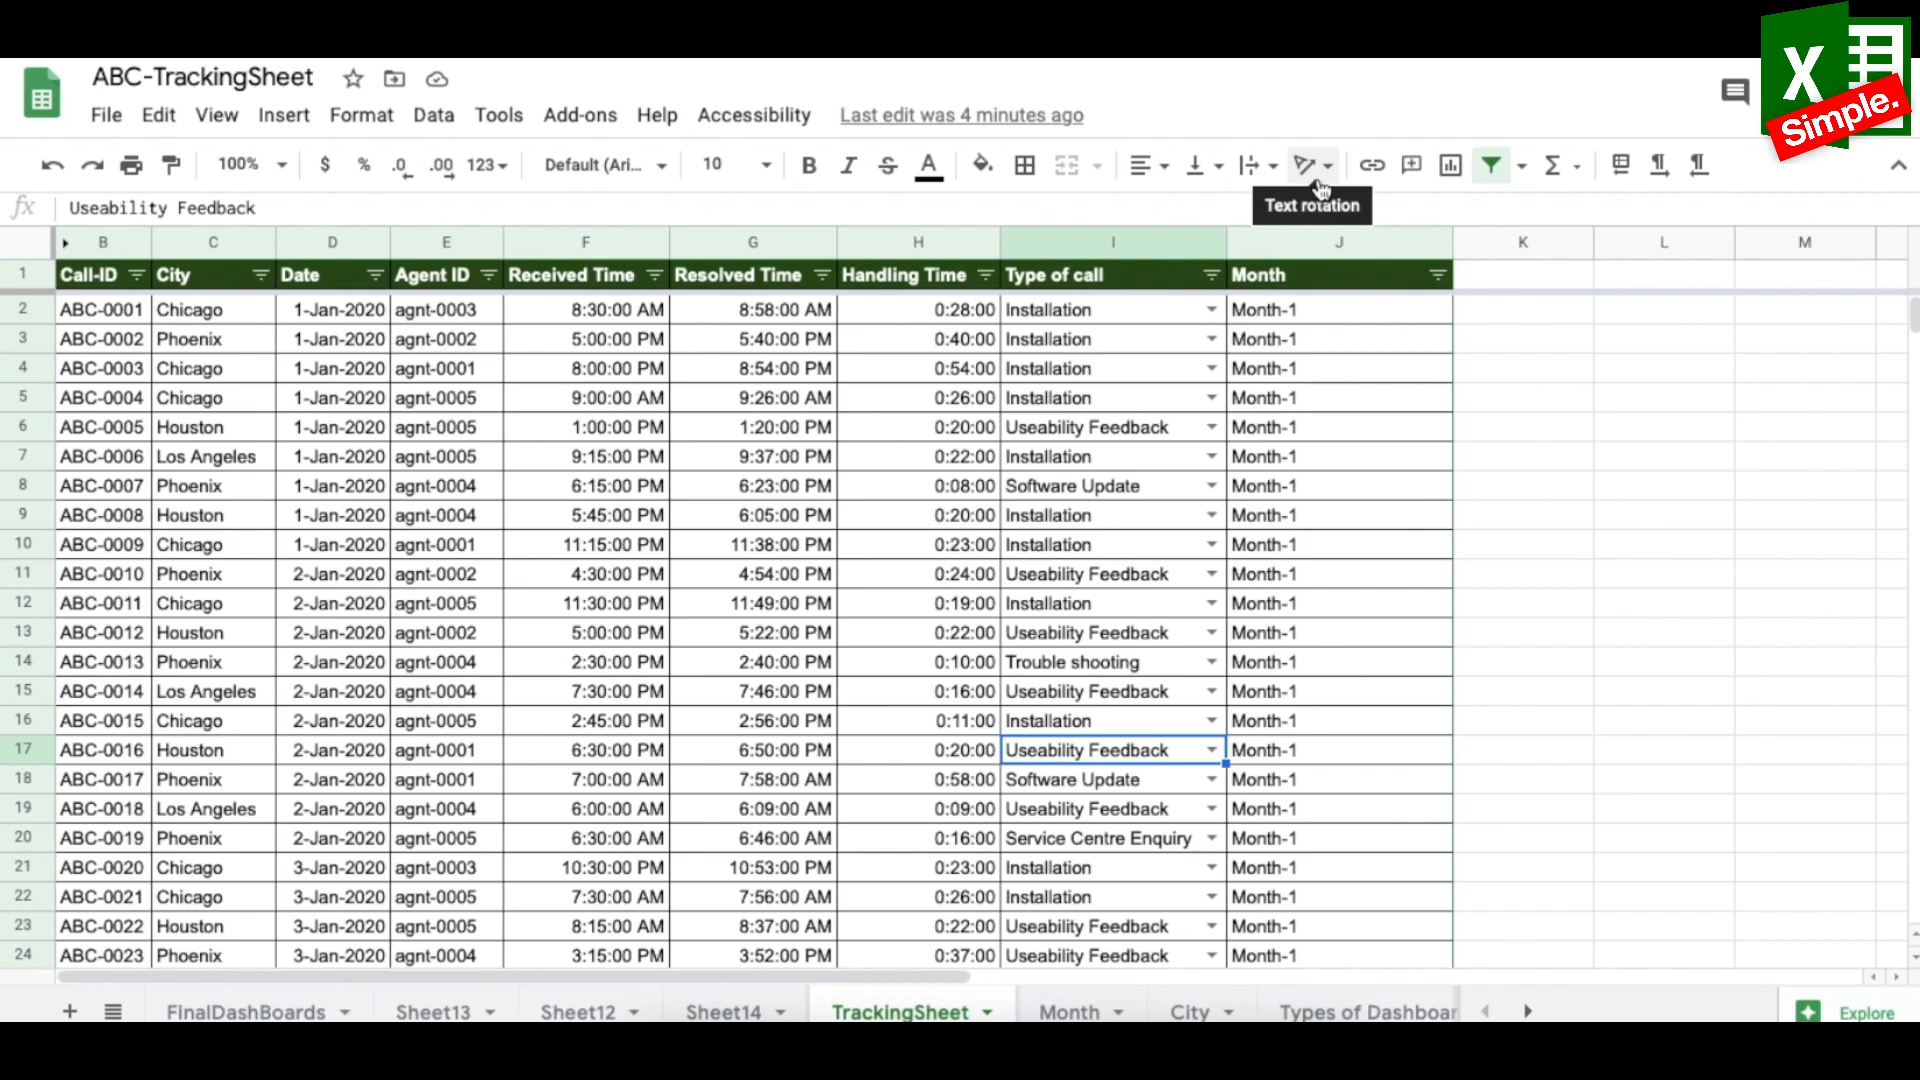 X
Simple.
ABC-TrackingSheet
File Edit View Insert Format Data Tools Add-ons Help Accessibility Last edit was 4 minutes ago
100% $ % .0 .00 123 Default (Ari... 10 B I S A Σ
fx Useability Feedback
Text rotation
B C D E F G H I J K L M
1 Call-ID City Date Agent ID Received Time Resolved Time Handling Time Type of call Month
2 ABC-0001 Chicago 1-Jan-2020 agnt-0003 8:30:00 AM 8:58:00 AM 0:28:00 Installation Month-1
3 ABC-0002 Phoenix 1-Jan-2020 agnt-0002 5:00:00 PM 5:40:00 PM 0:40:00 Installation Month-1
4 ABC-0003 Chicago 1-Jan-2020 agnt-0001 8:00:00 PM 8:54:00 PM 0:54:00 Installation Month-1
5 ABC-0004 Chicago 1-Jan-2020 agnt-0005 9:00:00 AM 9:26:00 AM 0:26:00 Installation Month-1
6 ABC-0005 Houston 1-Jan-2020 agnt-0005 1:00:00 PM 1:20:00 PM 0:20:00 Useability Feedback Month-1
7 ABC-0006 Los Angeles 1-Jan-2020 agnt-0005 9:15:00 PM 9:37:00 PM 0:22:00 Installation Month-1
8 ABC-0007 Phoenix 1-Jan-2020 agnt-0004 6:15:00 PM 6:23:00 PM 0:08:00 Software Update Month-1
9 ABC-0008 Houston 1-Jan-2020 agnt-0004 5:45:00 PM 6:05:00 PM 0:20:00 Installation Month-1
10 ABC-0009 Chicago 1-Jan-2020 agnt-0001 11:15:00 PM 11:38:00 PM 0:23:00 Installation Month-1
11 ABC-0010 Phoenix 2-Jan-2020 agnt-0002 4:30:00 PM 4:54:00 PM 0:24:00 Useability Feedback Month-1
12 ABC-0011 Chicago 2-Jan-2020 agnt-0005 11:30:00 PM 11:49:00 PM 0:19:00 Installation Month-1
13 ABC-0012 Houston 2-Jan-2020 agnt-0002 5:00:00 PM 5:22:00 PM 0:22:00 Useability Feedback Month-1
14 ABC-0013 Phoenix 2-Jan-2020 agnt-0004 2:30:00 PM 2:40:00 PM 0:10:00 Trouble shooting Month-1
15 ABC-0014 Los Angeles 2-Jan-2020 agnt-0004 7:30:00 PM 7:46:00 PM 0:16:00 Useability Feedback Month-1
16 ABC-0015 Chicago 2-Jan-2020 agnt-0005 2:45:00 PM 2:56:00 PM 0:11:00 Installation Month-1
17 ABC-0016 Houston 2-Jan-2020 agnt-0001 6:30:00 PM 6:50:00 PM 0:20:00 Useability Feedback Month-1
18 ABC-0017 Phoenix 2-Jan-2020 agnt-0001 7:00:00 AM 7:58:00 AM 0:58:00 Software Update Month-1
19 ABC-0018 Los Angeles 2-Jan-2020 agnt-0004 6:00:00 AM 6:09:00 AM 0:09:00 Useability Feedback Month-1
20 ABC-0019 Phoenix 2-Jan-2020 agnt-0005 6:30:00 AM 6:46:00 AM 0:16:00 Service Centre Enquiry Month-1
21 ABC-0020 Chicago 3-Jan-2020 agnt-0003 10:30:00 PM 10:53:00 PM 0:23:00 Installation Month-1
22 ABC-0021 Chicago 3-Jan-2020 agnt-0005 7:30:00 AM 7:56:00 AM 0:26:00 Installation Month-1
23 ABC-0022 Houston 3-Jan-2020 agnt-0005 8:15:00 AM 8:37:00 AM 0:22:00 Useability Feedback Month-1
24 ABC-0023 Phoenix 3-Jan-2020 agnt-0004 3:15:00 PM 3:52:00 PM 0:37:00 Useability Feedback Month-1
FinalDashBoards Sheet13 Sheet12 Sheet14 TrackingSheet Month City Types of Dashboar Explore